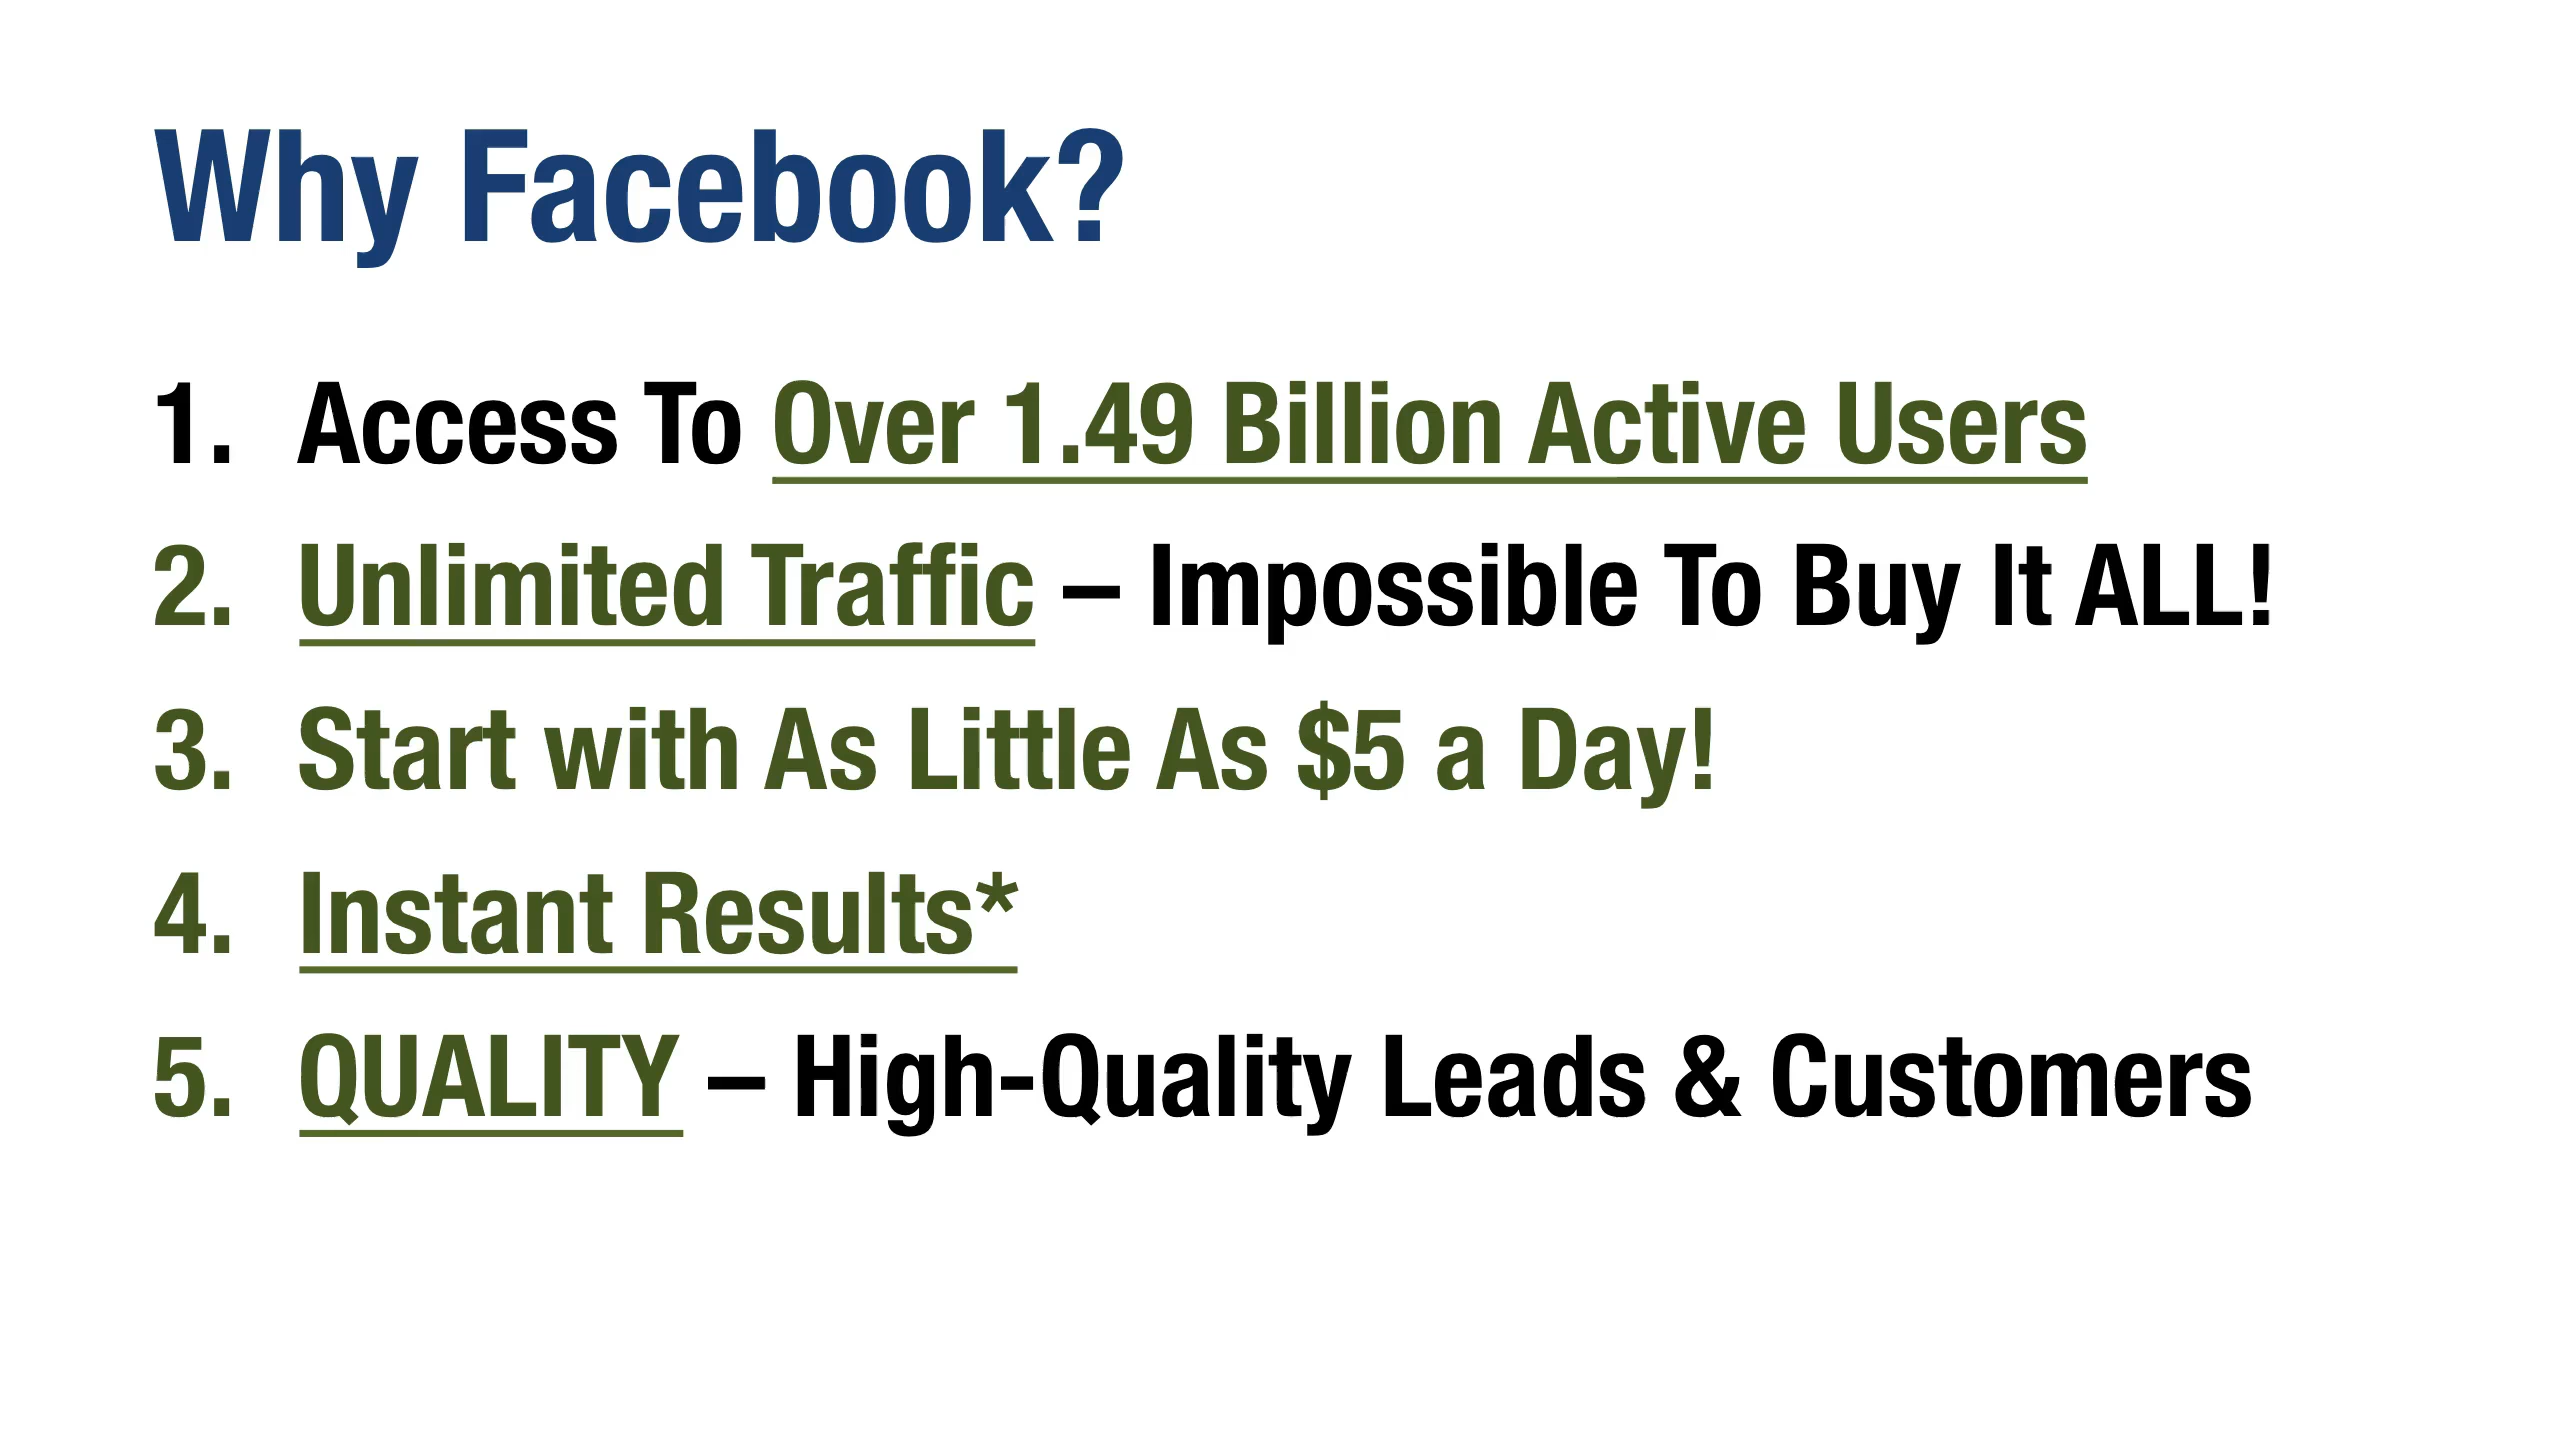 Why Facebook?
1. Access To Over 1.49 Billion Active Users
2. Unlimited Traffic – Impossible To Buy It ALL!
3. Start with As Little As $5 a Day!
4. Instant Results*
5. QUALITY – High-Quality Leads & Customers